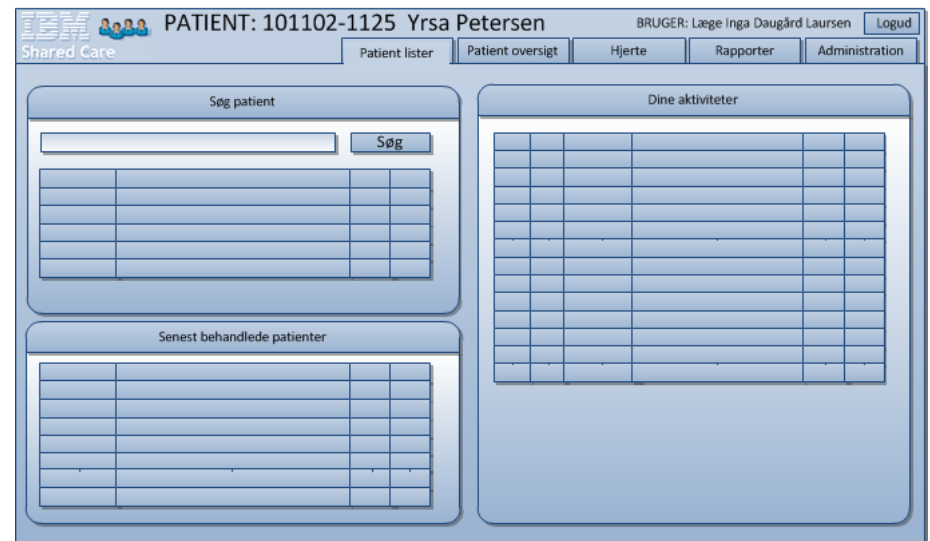 IBM
Shared Care
PATIENT: 101102-1125 Yrsa Petersen
BRUGER: Læge Inga Daugård Laursen
Logud
Patient lister
Patient oversigt
Hjerte
Rapporter
Administration
Søg patient
Søg
Senest behandlede patienter
Dine aktiviteter